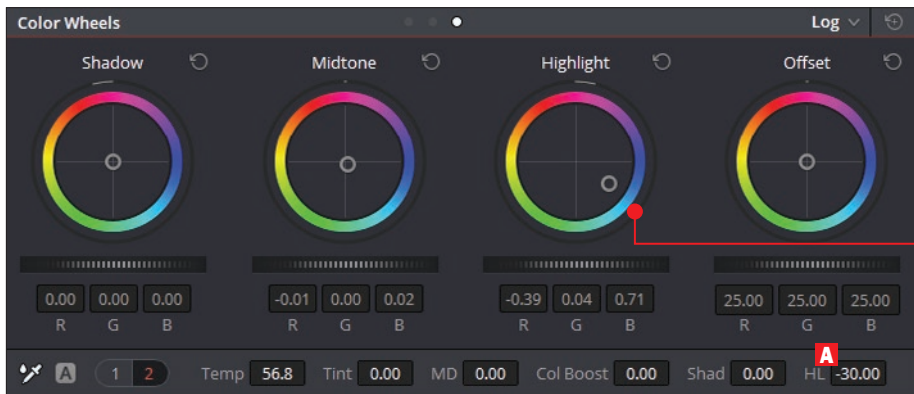 Color Wheels Log
Shadow Midtone Highlight Offset
0.00 0.00 0.00 -0.01 0.00 0.02 -0.39 0.04 0.71 25.00 25.00 25.00
R G B R G B R G B R G B
A
A 1 2 Temp 56.8 Tint 0.00 MD 0.00 Col Boost 0.00 Shad 0.00 HL -30.00